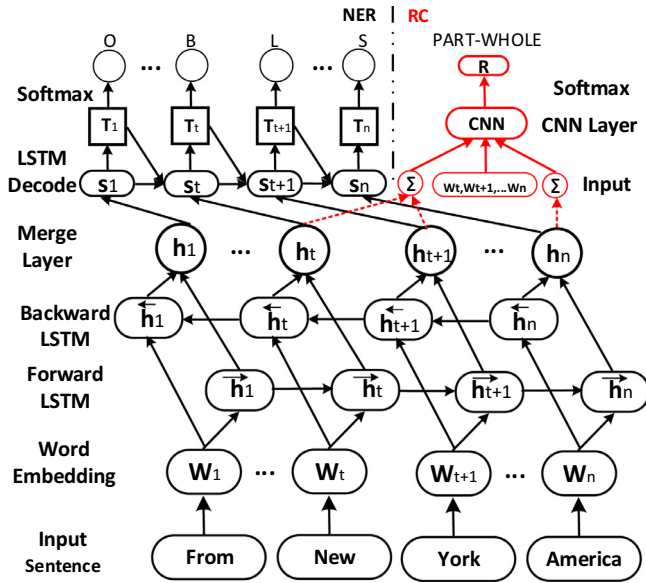 NER RC
O B L S PART-WHOLE
... ...
R
Softmax Softmax
T1 Tt Tt+1 Tn CNN CNN Layer
LSTM
Decode s1 st st+1 sn Σ Wt,Wt+1,...Wn Σ Input
Merge
Layer h1 ... ht ht+1 ... hn
Backward
LSTM h1 ht ht+1 hn
Forward
LSTM h1 ht ht+1 hn
Word
Embedding W1 ... Wt Wt+1 ... Wn
Input
Sentence From New York America